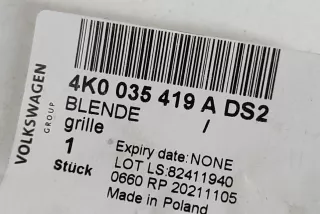 VOLKSWAGEN
GROUP
4K0 035 419 A DS2
BLENDE /
grille
1
Stück
Expiry date: NONE
LOT LS:82411940
0660 RP 20211105
Made in Poland